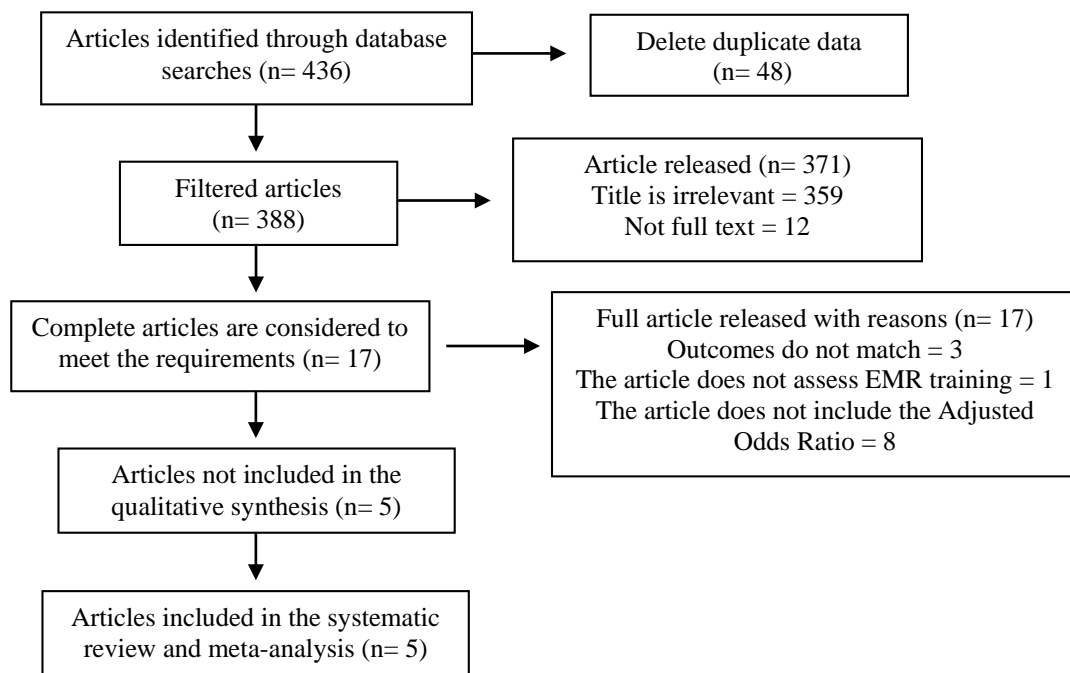 Articles identified through database
searches (n= 436)
Delete duplicate data
(n= 48)
Filtered articles
(n= 388)
Article released (n= 371)
Title is irrelevant = 359
Not full text = 12
Complete articles are considered to
meet the requirements (n= 17)
Full article released with reasons (n= 17)
Outcomes do not match = 3
The article does not assess EMR training = 1
The article does not include the Adjusted
Odds Ratio = 8
Articles not included in the
qualitative synthesis (n= 5)
Articles included in the systematic
review and meta-analysis (n= 5)